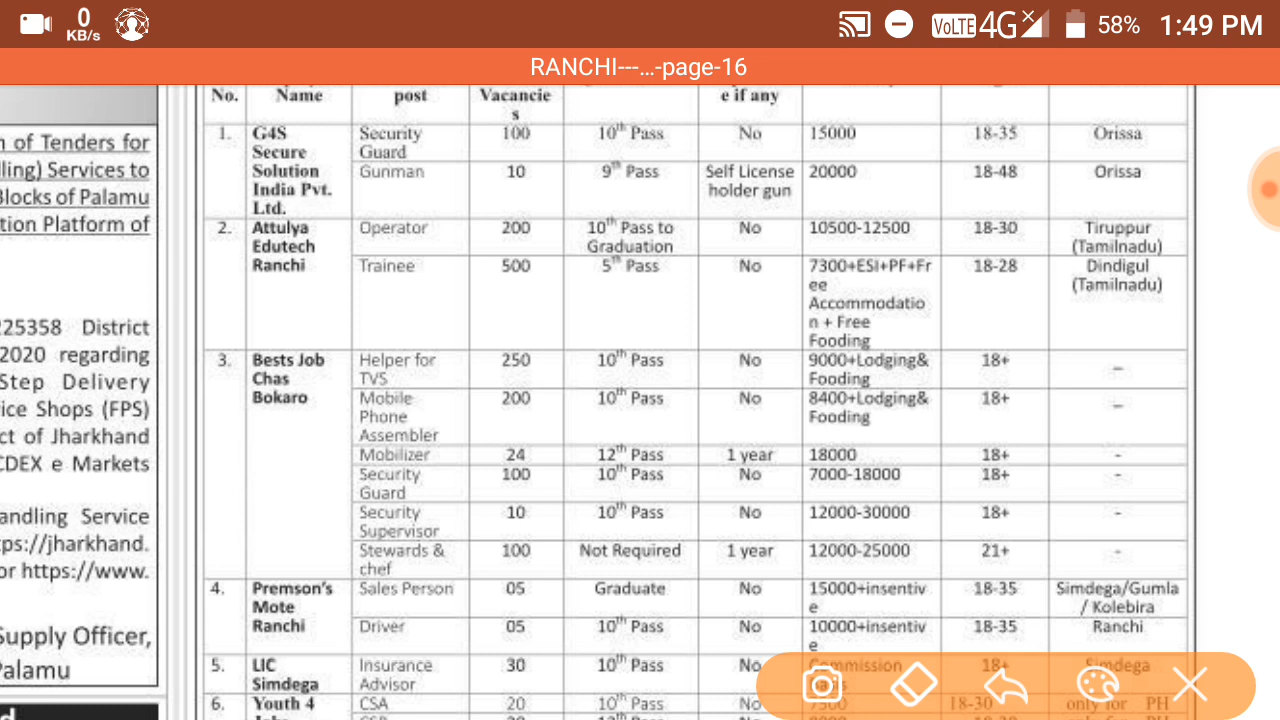 0
KB/s
VoLTE 4G 58% 1:49 PM
RANCHI---...-page-16
n of Tenders for
lling) Services to
Blocks of Palamu
tion Platform of
225358 District
2020 regarding
Step Delivery
ice Shops (FPS)
ct of Jharkhand
CDEX e Markets
andling Service
tps://jharkhand.
or https://www.
Supply Officer,
Palamu
No. Name post Vacancie e if any
s
1. G4S Security 100 10th Pass No 15000 18-35 Orissa
Secure Guard
Solution Gunman 10 9th Pass Self License 20000 18-48 Orissa
India Pvt. holder gun
Ltd.
2. Attulya Operator 200 10th Pass to No 10500-12500 18-30 Tiruppur
Edutech Graduation (Tamilnadu)
Ranchi Trainee 500 5th Pass No 7300+ESI+PF+Fr 18-28 Dindigul
ee (Tamilnadu)
Accommodatio
n + Free
Fooding
3. Bests Job Helper for 250 10th Pass No 9000+Lodging& 18+ _
Chas TVS Fooding
Bokaro Mobile 200 10th Pass No 8400+Lodging& 18+ _
Phone Fooding
Assembler
Mobilizer 24 12th Pass 1 year 18000 18+ -
Security 100 10th Pass No 7000-18000 18+ -
Guard
Security 10 10th Pass No 12000-30000 18+ -
Supervisor
Stewards & 100 Not Required 1 year 12000-25000 21+ -
chef
4. Premson's Sales Person 05 Graduate No 15000+insentiv 18-35 Simdega/Gumla
Mote e / Kolebira
Ranchi Driver 05 10th Pass No 10000+insentiv 18-35 Ranchi
e
5. LIC Insurance 30 10th Pass No Commission 18+ Simdega
Simdega Advisor
6. Youth 4 CSA 20 10th Pass No 7500 18-30 only for PH